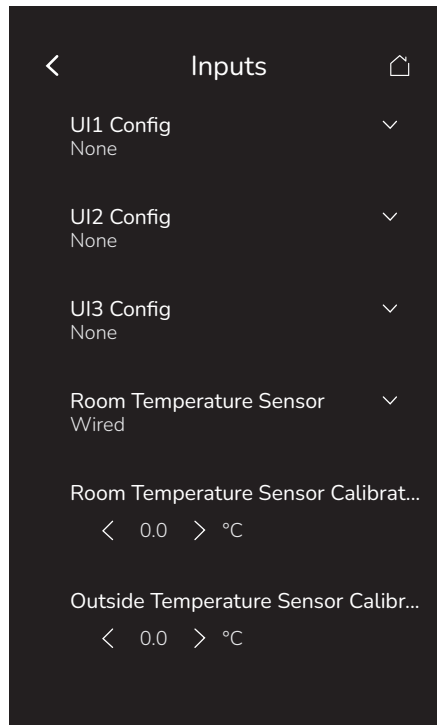 Inputs
UI1 Config
None
UI2 Config
None
UI3 Config
None
Room Temperature Sensor
Wired
Room Temperature Sensor Calibrat...
0.0 °C
Outside Temperature Sensor Calibr...
0.0 °C